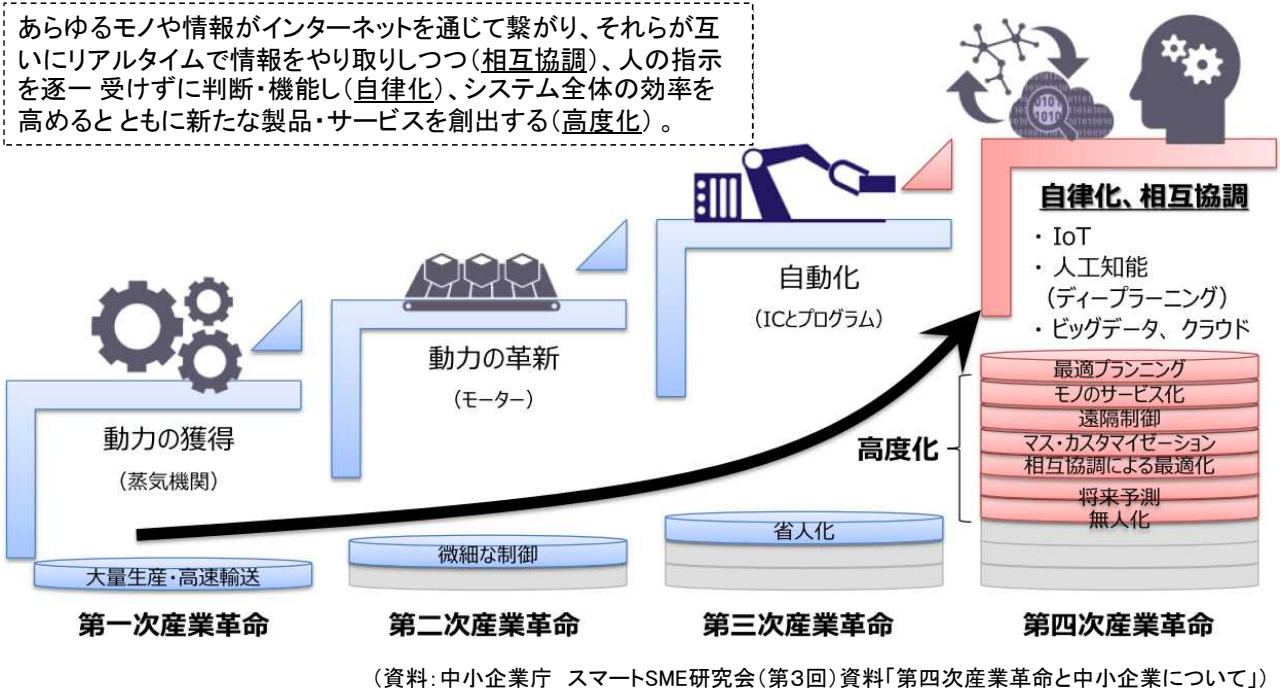 あらゆるモノや情報がインターネットを通じて繋がり、それらが互
いにリアルタイムで情報をやり取りしつつ（相互協調）、人の指示
を逐一 受けずに判断・機能し（自律化）、システム全体の効率を
高めると ともに新たな製品・サービスを創出する（高度化） 。
動力の獲得
（蒸気機関）
大量生産・高速輸送
第一次産業革命
動力の革新
（モーター）
微細な制御
第二次産業革命
自動化
（ICとプログラム）
省人化
第三次産業革命
自律化、相互協調
・ IoT
・ 人工知能
（ディープラーニング）
・ ビッグデータ、クラウド
高度化
最適プランニング
モノのサービス化
遠隔制御
マス・カスタマイゼーション
相互協調による最適化
将来予測
無人化
第四次産業革命
（資料：中小企業庁　スマートSME研究会（第3回）資料「第四次産業革命と中小企業について」）